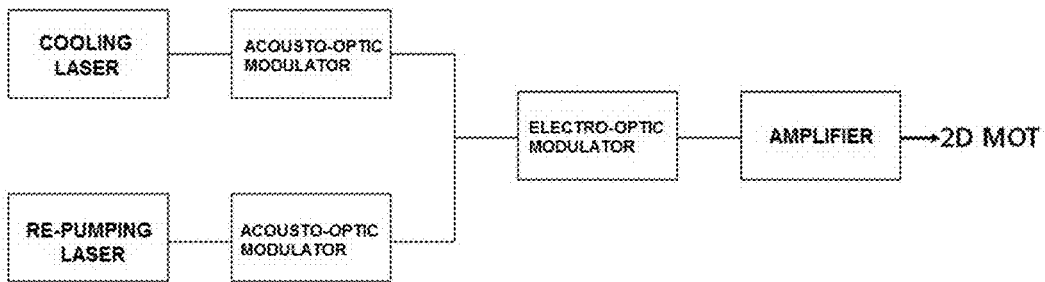 COOLING
LASER
ACOUSTO-OPTIC
MODULATOR
ELECTRO-OPTIC
MODULATOR
AMPLIFIER
2D MOT
RE-PUMPING
LASER
ACOUSTO-OPTIC
MODULATOR